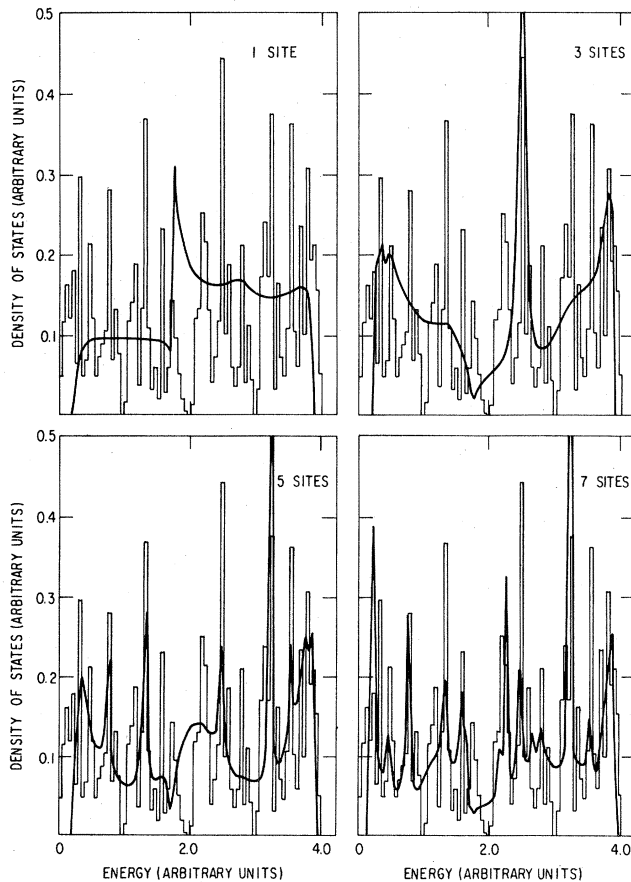 0.5
1 SITE
3 SITES
0.4
0.3
0.2
0.1
DENSITY OF STATES (ARBITRARY UNITS)
DENSITY OF STATES (ARBITRARY UNITS)
0.5
5 SITES
7 SITES
0.4
0.3
0.2
0.1
0 2.0 4.0
0 2.0 4.0
ENERGY (ARBITRARY UNITS)
ENERGY (ARBITRARY UNITS)